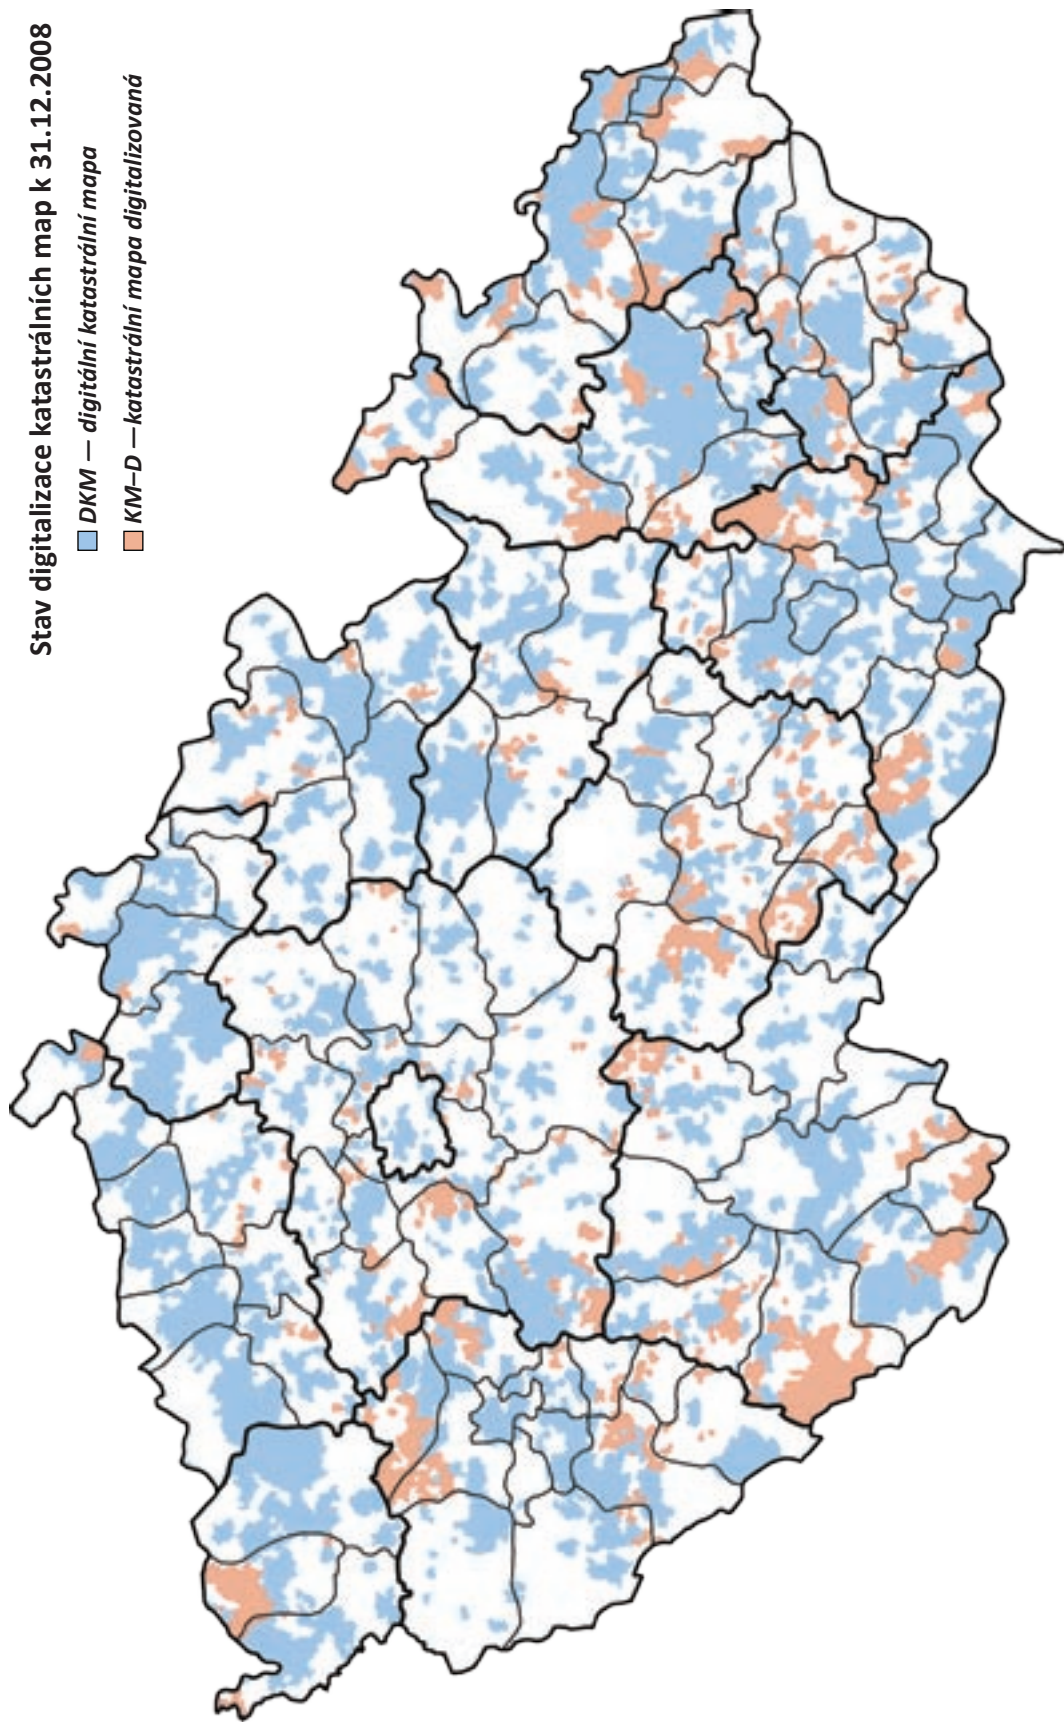 Stav digitalizace katastrálních map k 31.12.2008
DKM — digitální katastrální mapa
KM–D —katastrální mapa digitalizovaná